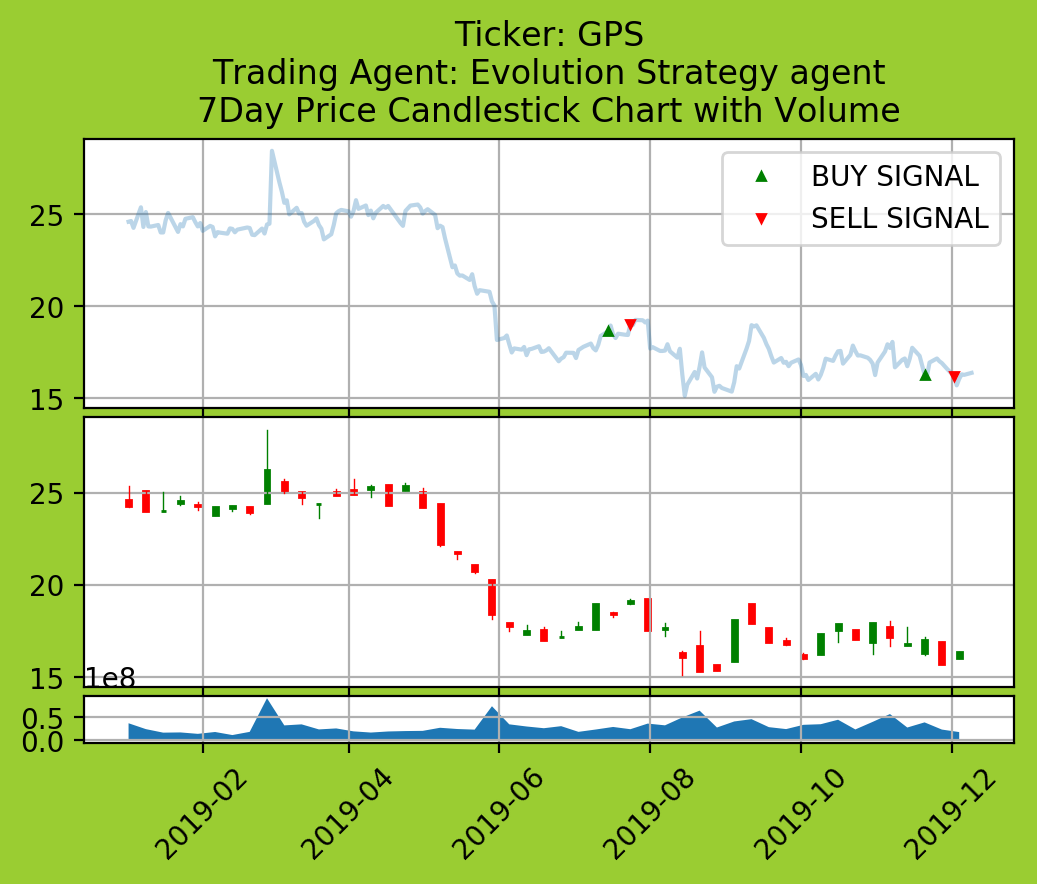 Ticker: GPS
Trading Agent: Evolution Strategy agent
7Day Price Candlestick Chart with Volume
BUY SIGNAL
SELL SIGNAL
25
20
15
25
20
15
1e8
0.5
0.0
2019-02
2019-04
2019-06
2019-08
2019-10
2019-12